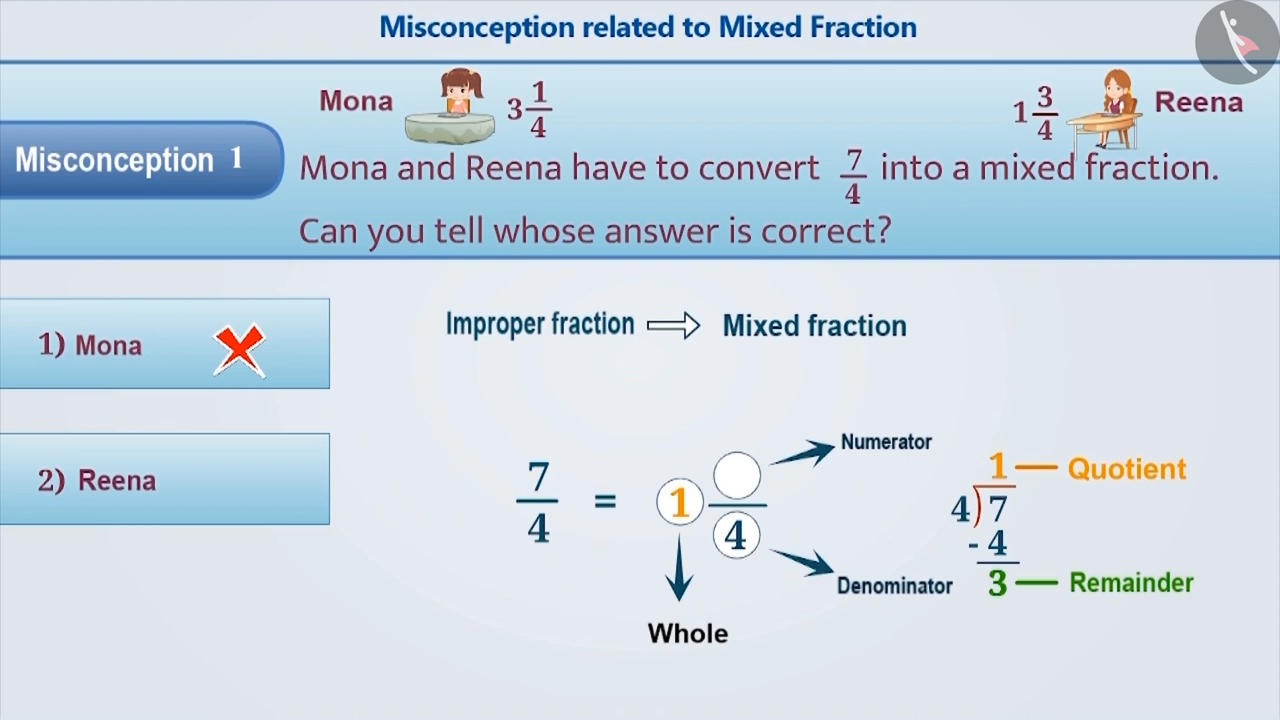 Misconception related to Mixed Fraction
Mona 3 1/4 1 3/4 Reena
Misconception 1
Mona and Reena have to convert 7/4 into a mixed fraction.
Can you tell whose answer is correct?
1) Mona
Improper fraction ⇨ Mixed fraction
2) Reena
Numerator
7/4 = 1 /4
Denominator
Whole
1 — Quotient
4)7
- 4
3 — Remainder